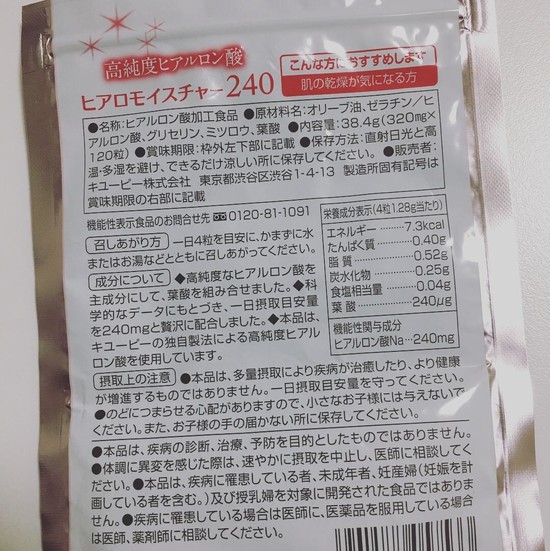 高純度ヒアルロン酸
ヒアロモイスチャー240
こんな方におすすめします
肌の乾燥が気になる方
●名称:ヒアルロン酸加工食品 ●原材料名:オリーブ油、ゼラチン/ヒ
アルロン酸、グリセリン、ミツロウ、葉酸 ●内容量:38.4g(320mg×
120粒) ●賞味期限:枠外左下部に記載 ●保存方法:直射日光と高
温・多湿を避け、できるだけ涼しい所に保存してください。 ●販売者:
キユーピー株式会社 東京都渋谷区渋谷1-4-13 製造所固有記号は
賞味期限の右部に記載
機能性表示食品のお問合せ先 0120-81-1091
召しあがり方 一日4粒を目安に、かまずに水
またはお湯などとともに召しあがってください。
成分について ◆高純度なヒアルロン酸を
主成分にして、葉酸を組み合せました。◆科
学的なデータにもとづき、一日摂取目安量
を240mgと贅沢に配合しました。◆本品は、
キユーピーの独自製法による高純度ヒアル
ロン酸を使用しています。
栄養成分表示(4粒1.28g当たり)
エネルギー……7.3kcal
たんぱく質……0.40g
脂質……0.52g
炭水化物……0.25g
食塩相当量……0.04g
葉酸……240μg
機能性関与成分
ヒアルロン酸Na…240mg
摂取上の注意 ●本品は、多量摂取により疾病が治癒したり、より健康
が増進するものではありません。一日摂取目安量を守ってください。
●のどにつまらせる心配がありますので、小さなお子様には与えないで
ください。また、お子様の手の届かない所に保存してください。
●本品は、疾病の診断、治療、予防を目的としたものではありません。
●体調に異変を感じた際は、速やかに摂取を中止し、医師に相談してく
ださい。●本品は、疾病に罹患している者、未成年者、妊産婦(妊娠を計
画している者を含む。)及び授乳婦を対象に開発された食品ではありま
せん。●疾病に罹患している場合は医師に、医薬品を服用している場合
は医師、薬剤師に相談してください。